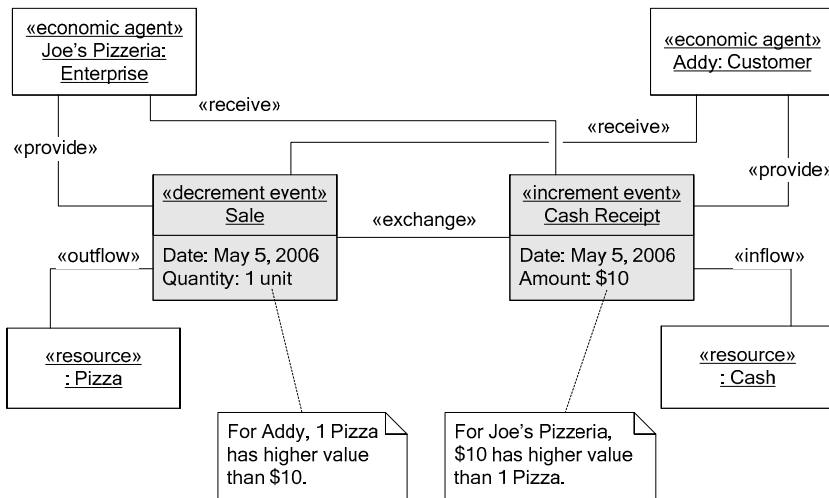 «economic agent»
Joe's Pizzeria:
Enterprise
«economic agent»
Addy: Customer
«receive»
«receive»
«provide»
«provide»
«decrement event»
Sale
Date: May 5, 2006
Quantity: 1 unit
«exchange»
«increment event»
Cash Receipt
Date: May 5, 2006
Amount: $10
«outflow»
«inflow»
«resource»
: Pizza
«resource»
: Cash
For Addy, 1 Pizza
has higher value
than $10.
For Joe's Pizzeria,
$10 has higher value
than 1 Pizza.